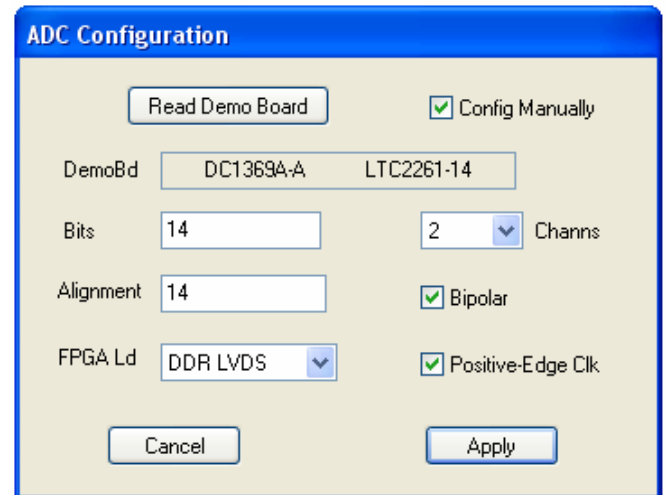 ADC Configuration
Read Demo Board
Config Manually
DemoBd DC1369A-A LTC2261-14
Bits 14 2 Channs
Alignment 14 Bipolar
FPGA Ld DDR LVDS Positive-Edge Clk
Cancel Apply